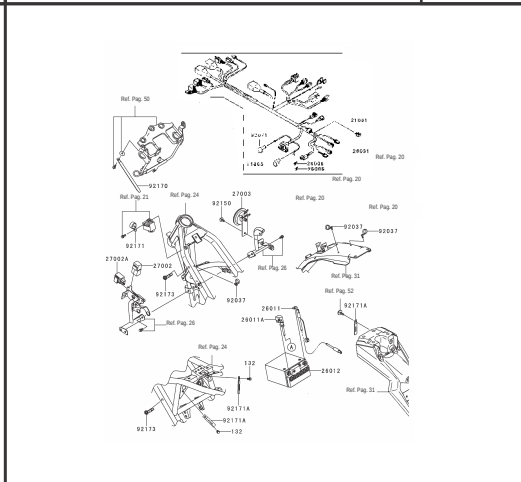 Ref. Pag. 50
21061
92071
26031
Ref. Pag. 20
Ref. Pag. 20
92170
Ref. Pag. 21
Ref. Pag. 24
27003
92150
Ref. Pag. 20
Ref. Pag. 20
92037
92037
92171
27002A
27002
Ref. Pag. 26
Ref. Pag. 31
92173
92037
Ref. Pag. 52
26011
92171A
26011A
Ref. Pag. 26
A
Ref. Pag. 24
132
26012
Ref. Pag. 31
92171A
92171A
92173
132